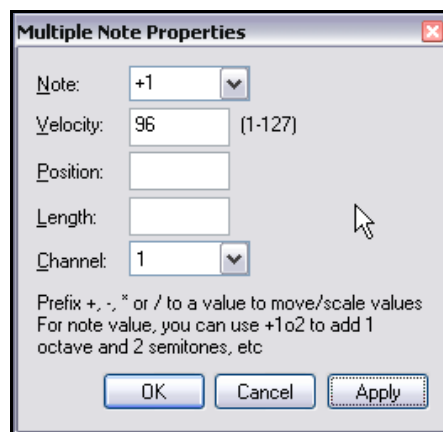 Multiple Note Properties
Note: +1
Velocity: 96 (1-127)
Position:
Length:
Channel: 1
Prefix +, -, * or / to a value to move/scale values
For note value, you can use +1o2 to add 1
octave and 2 semitones, etc
OK Cancel Apply